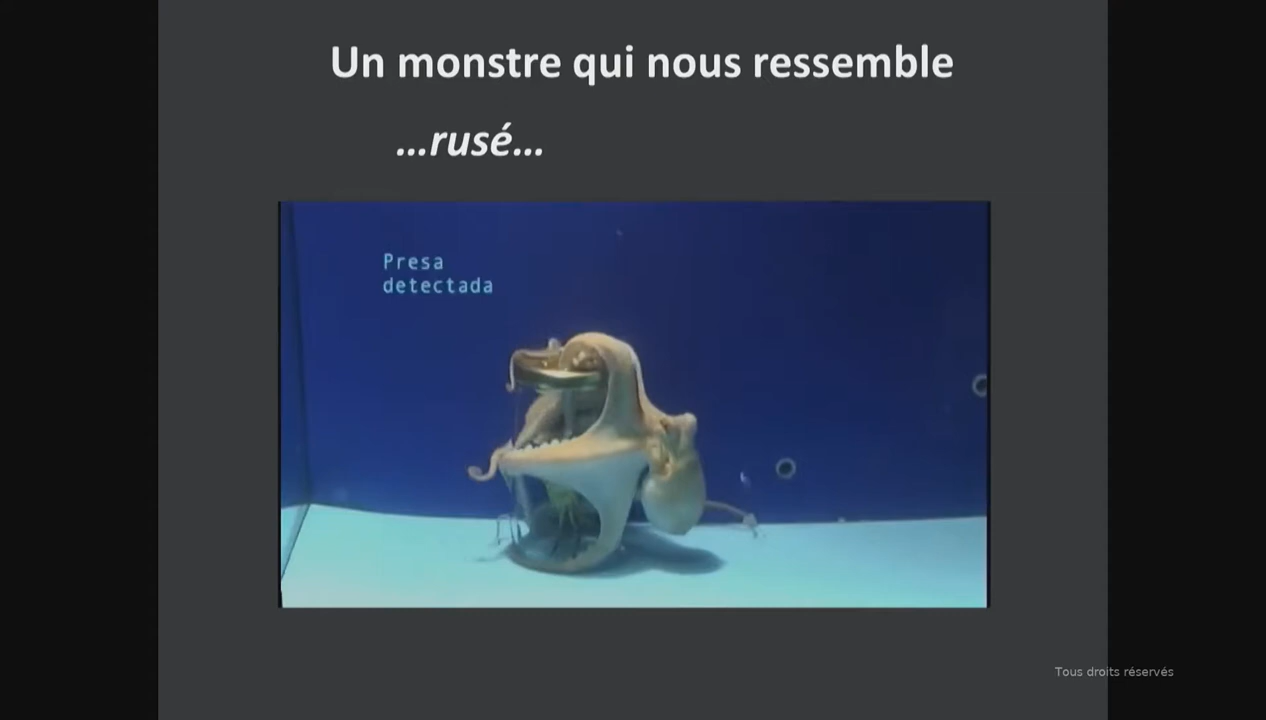 Un monstre qui nous ressemble
…rusé…
Presa
detectada
Tous droits réservés